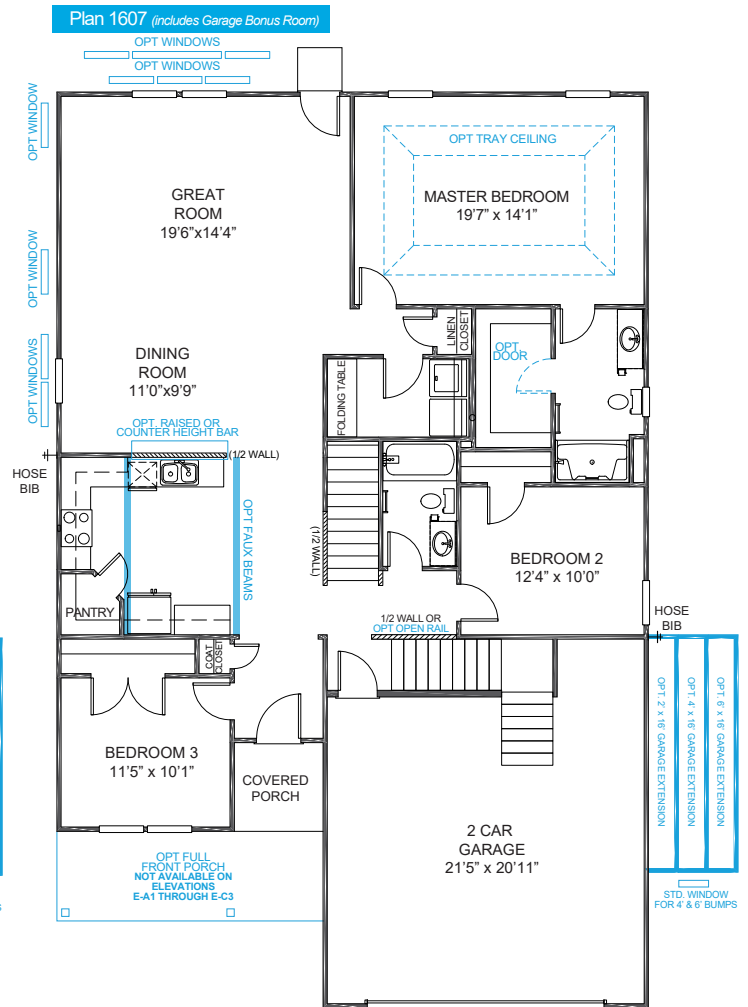 Plan 1607 (includes Garage Bonus Room)
OPT WINDOWS
OPT WINDOWS
OPT WINDOW
OPT TRAY CEILING
GREAT
ROOM
19'6"x14'4"
MASTER BEDROOM
19'7" x 14'1"
OPT WINDOW
OPT WINDOWS
DINING
ROOM
11'0"x9'9"
LINEN
CLOSET
OPT.
DOOR
FOLDING TABLE
OPT. RAISED OR
COUNTER HEIGHT BAR
(1/2 WALL)
HOSE
BIB
OPT FAUX BEAMS
(1/2 WALL)
BEDROOM 2
12'4" x 10'0"
PANTRY
1/2 WALL OR
OPT OPEN RAIL
HOSE
BIB
COAT
CLOSET
OPT. 2' x 16' GARAGE EXTENSION
OPT. 4' x 16' GARAGE EXTENSION
OPT. 6' x 16' GARAGE EXTENSION
BEDROOM 3
11'5" x 10'1"
COVERED
PORCH
2 CAR
GARAGE
21'5" x 20'11"
OPT FULL
FRONT PORCH
NOT AVAILABLE ON
ELEVATIONS
E-A1 THROUGH E-C3
STD. WINDOW
FOR 4' & 6' BUMPS